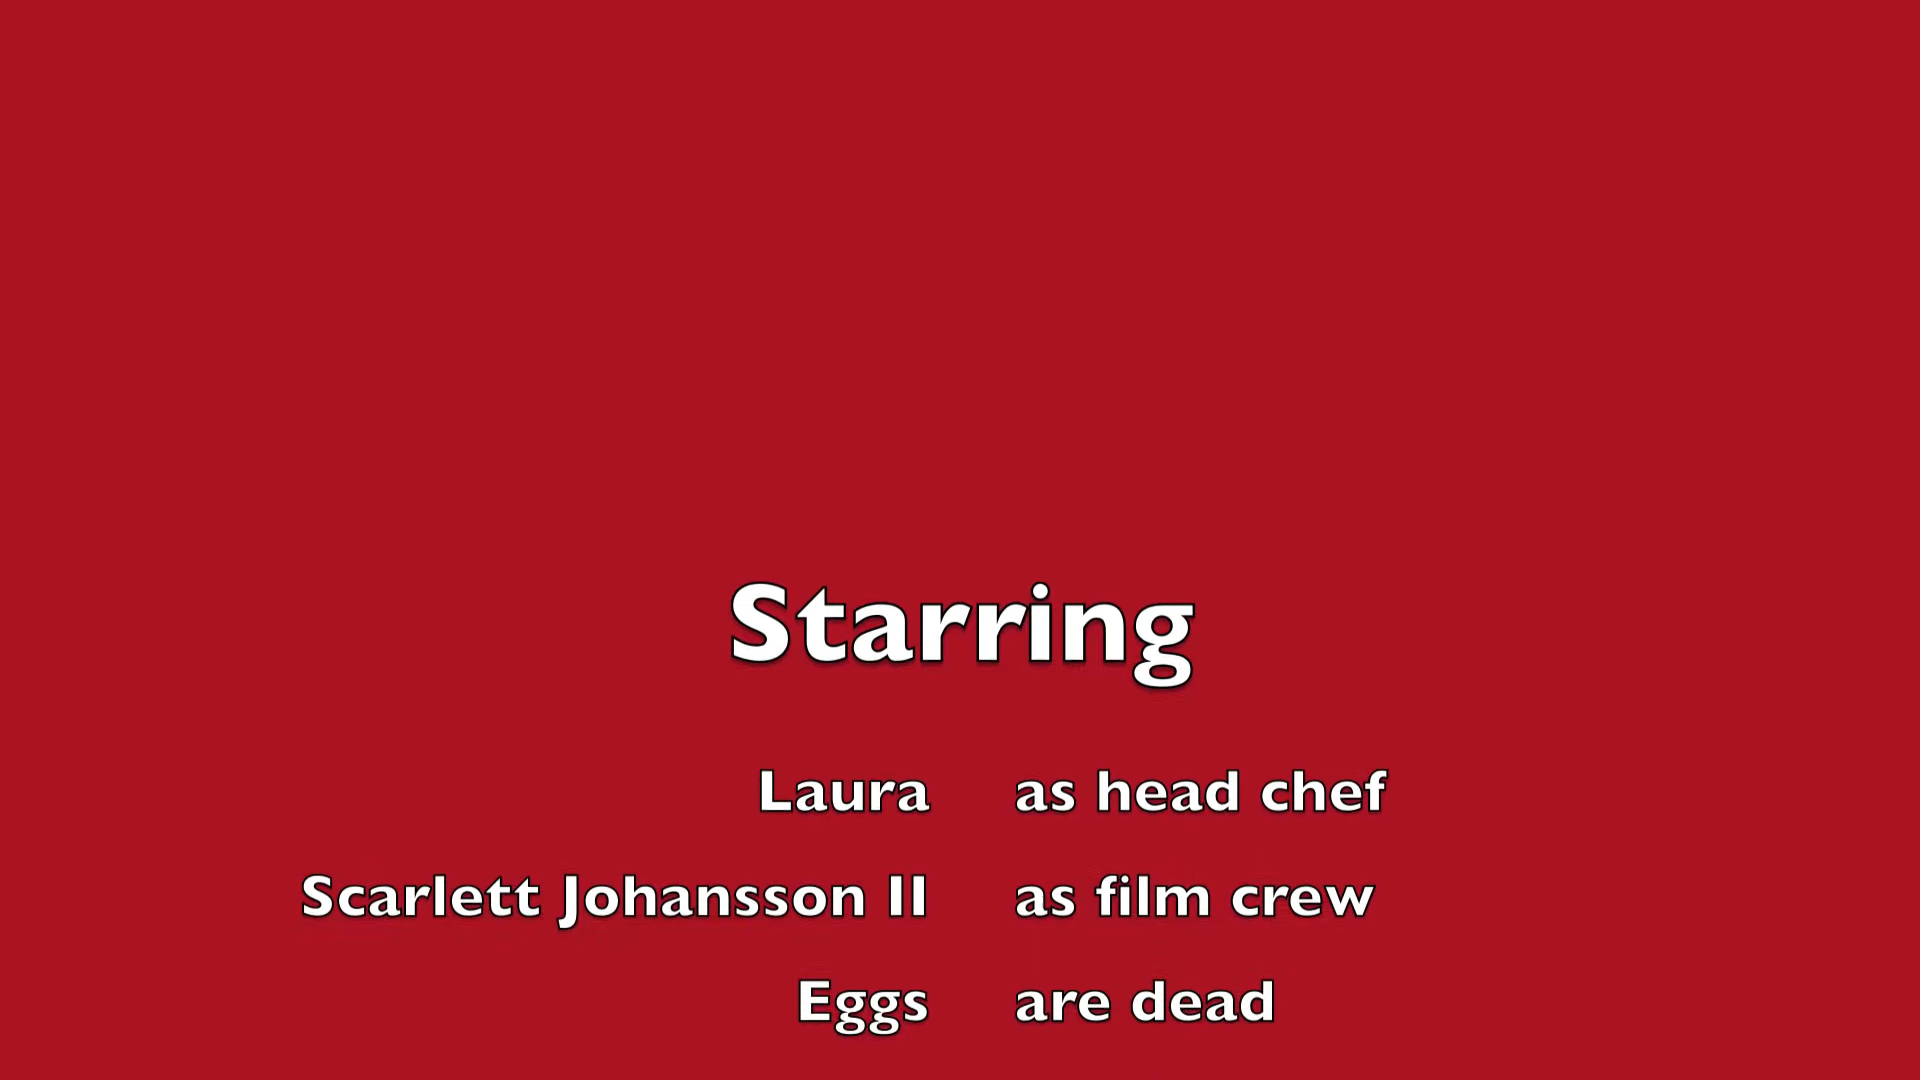 Starring
Laura as head chef
Scarlett Johansson II as film crew
Eggs are dead